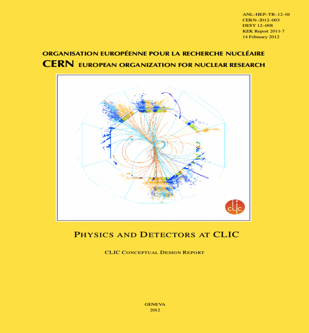 ANL-HEP-TR-12-01
CERN–2012–003
DESY 12–008
KEK Report 2011-7
14 February 2012
ORGANISATION EUROPÉENNE POUR LA RECHERCHE NUCLÉAIRE
CERN EUROPEAN ORGANIZATION FOR NUCLEAR RESEARCH
clic
PHYSICS AND DETECTORS AT CLIC
CLIC CONCEPTUAL DESIGN REPORT
GENEVA
2012